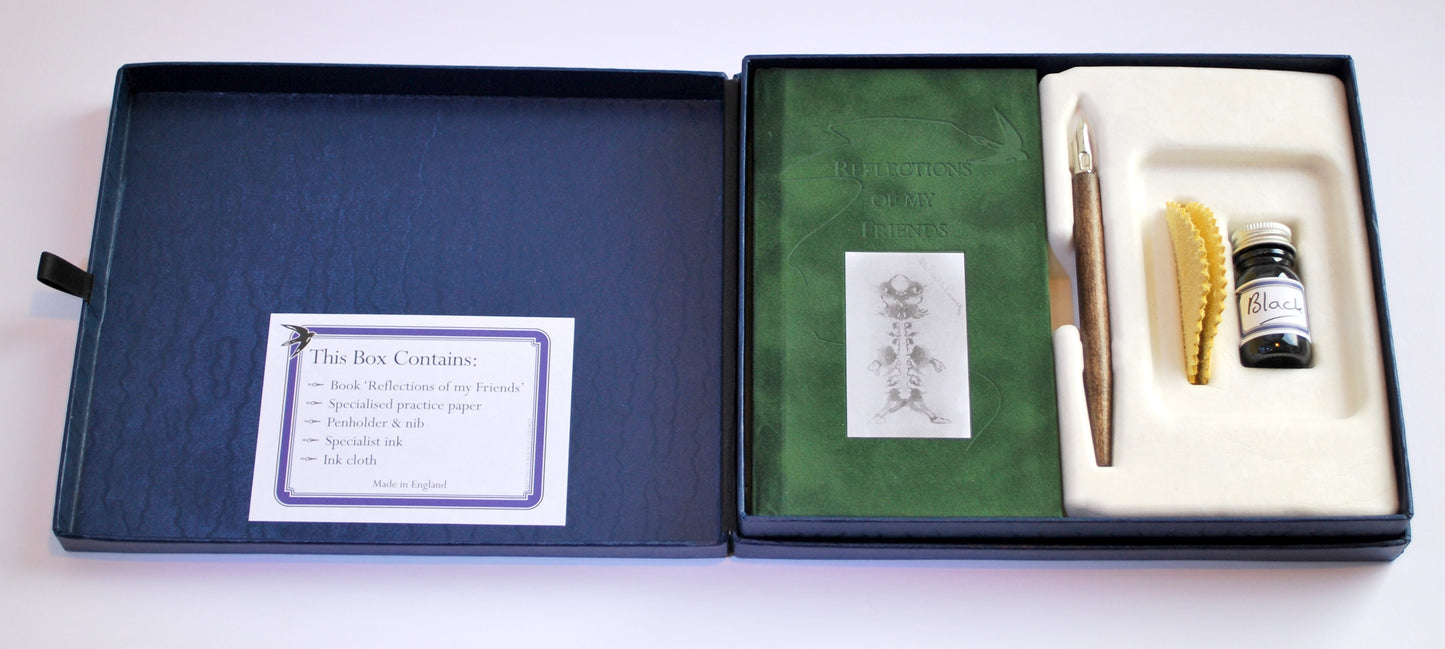 This Box Contains:
Book ‘Reflections of my Friends’
Specialised practice paper
Penholder & nib
Specialist ink
Ink cloth
Made in England
REFLECTIONS
OF MY
FRIENDS
Black